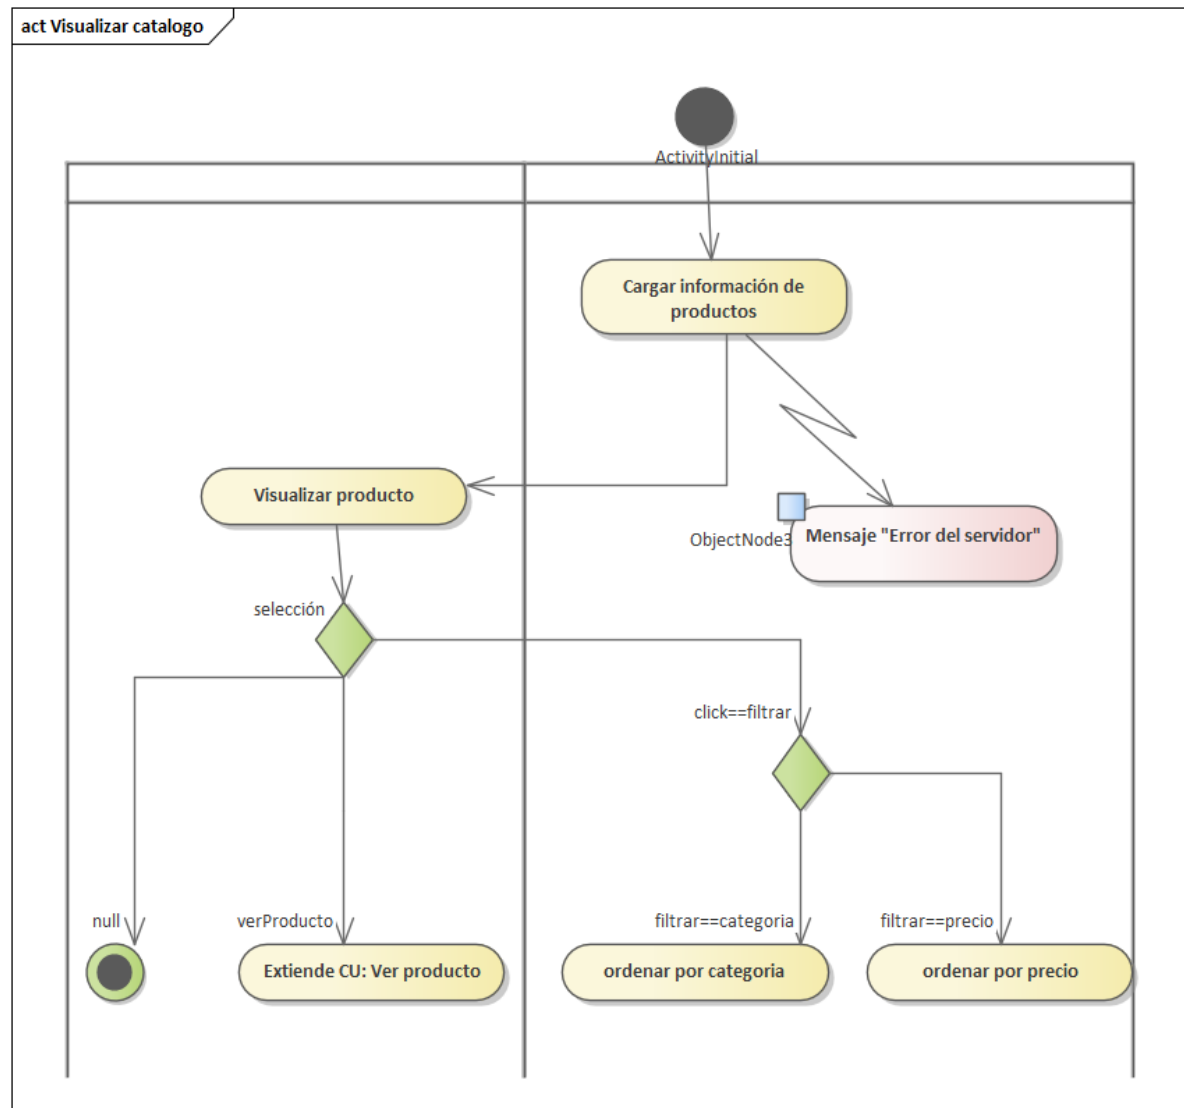 act Visualizar catalogo
ActivityInitial
Cargar información de
productos
Visualizar producto
ObjectNode3
Mensaje "Error del servidor"
selección
click==filtrar
null
verProducto
filtrar==categoria
filtrar==precio
Extiende CU: Ver producto
ordenar por categoria
ordenar por precio